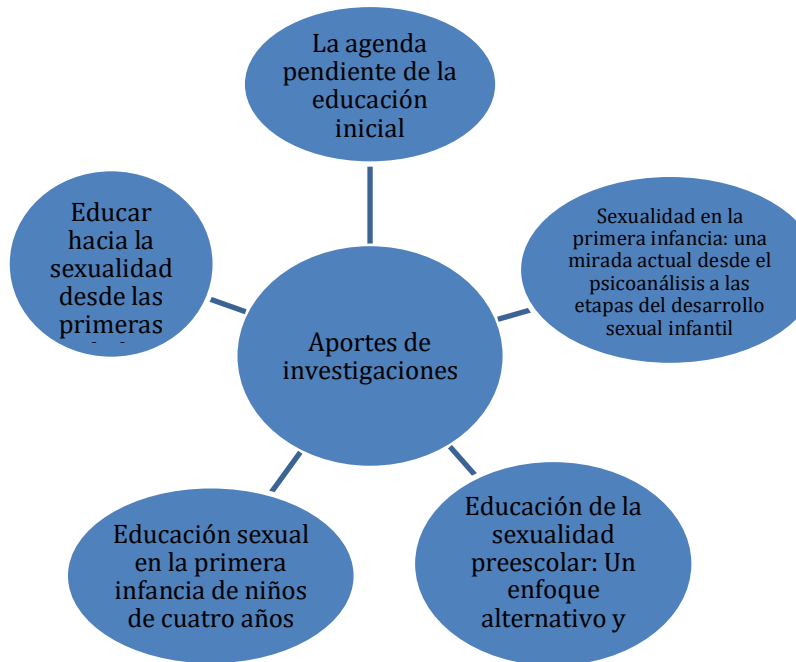 La agenda
pendiente de la
educación
inicial
Sexualidad en la
primera infancia: una
mirada actual desde el
psicoanálisis a las
etapas del desarrollo
sexual infantil
Educar
hacia la
sexualidad
desde las
primeras
Aportes de
investigaciones
Educación sexual
en la primera
infancia de niños
de cuatro años
Educación de la
sexualidad
preescolar: Un
enfoque
alternativo y